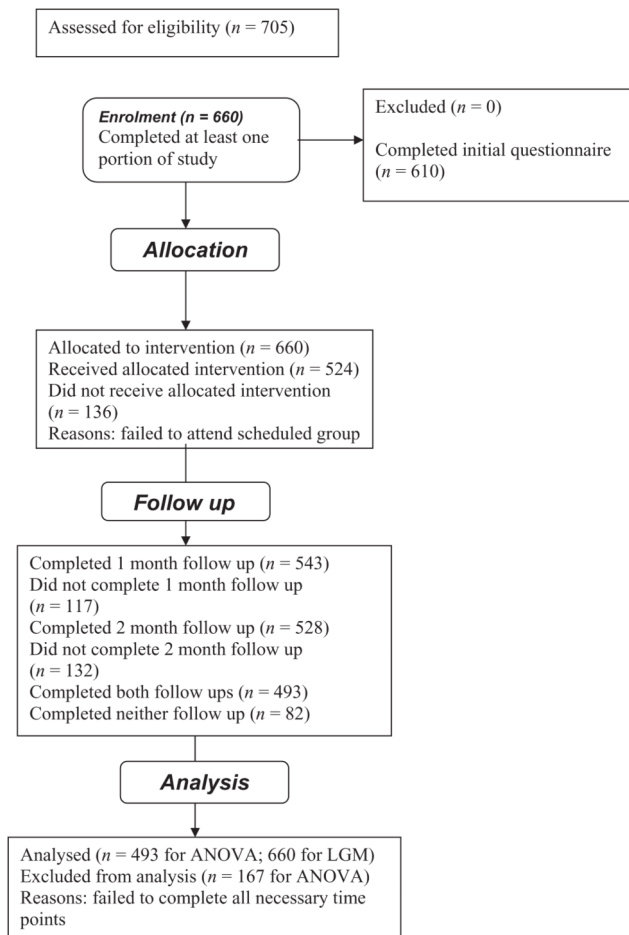 Assessed for eligibility (n = 705)
Enrolment (n = 660)
Completed at least one
portion of study
Excluded (n = 0)
Completed initial questionnaire
(n = 610)
Allocation
Allocated to intervention (n = 660)
Received allocated intervention (n = 524)
Did not receive allocated intervention
(n = 136)
Reasons: failed to attend scheduled group
Follow up
Completed 1 month follow up (n = 543)
Did not complete 1 month follow up
(n = 117)
Completed 2 month follow up (n = 528)
Did not complete 2 month follow up
(n = 132)
Completed both follow ups (n = 493)
Completed neither follow up (n = 82)
Analysis
Analysed (n = 493 for ANOVA; 660 for LGM)
Excluded from analysis (n = 167 for ANOVA)
Reasons: failed to complete all necessary time
points